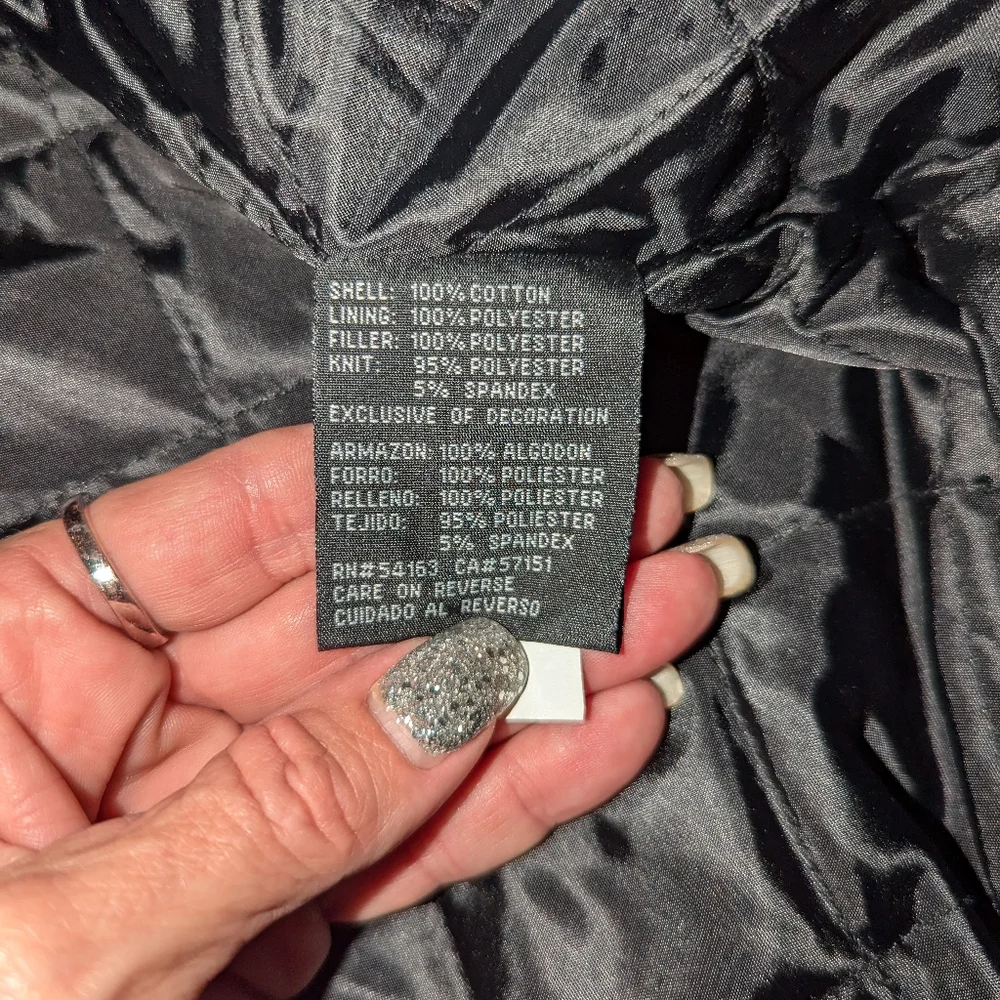 SHELL: 100% COTTON
LINING: 100% POLYESTER
FILLER: 100% POLYESTER
KNIT: 95% POLYESTER
5% SPANDEX
EXCLUSIVE OF DECORATION
ARMAZON: 100% ALGODON
FORRO: 100% POLIESTER
RELLENO: 100% POLIESTER
TEJIDO: 95% POLIESTER
5% SPANDEX
RN#54163 CA#57151
CARE ON REVERSE
CUIDADO AL REVERSO